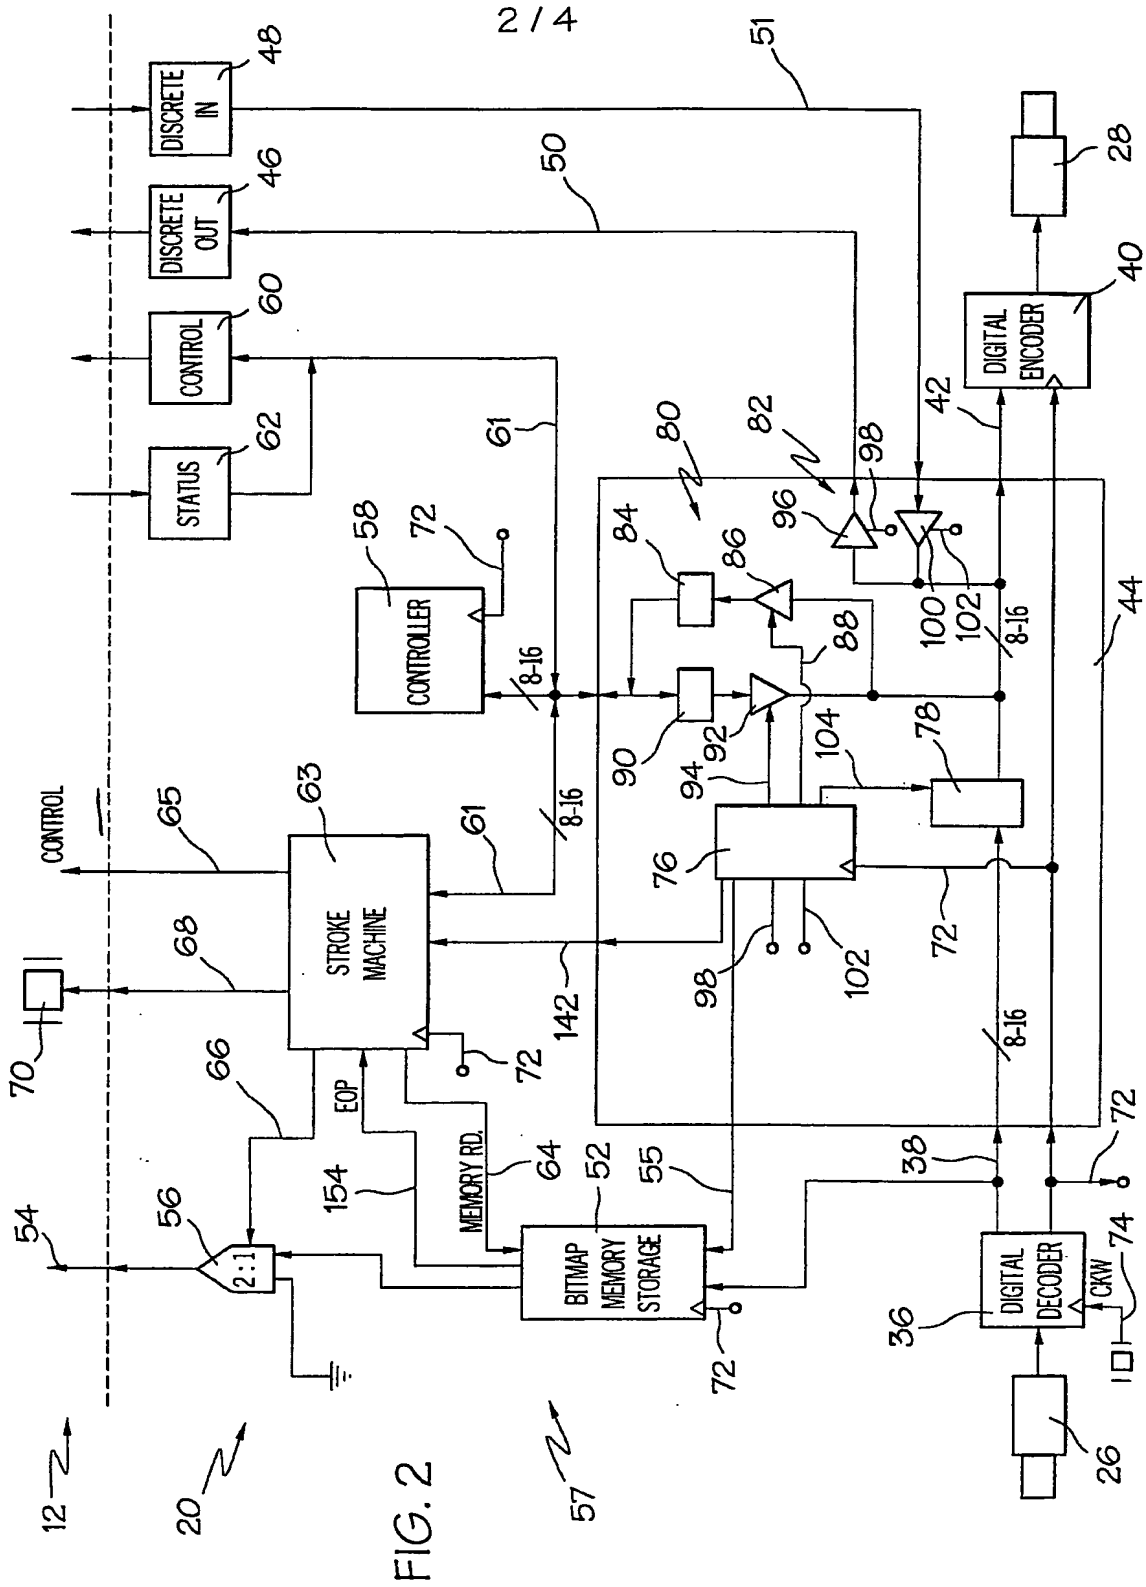 2/4
12
54
70
68
65
CONTROL
STATUS
62
CONTROL
60
DISCRETE
OUT
46
DISCRETE
IN
48
20
2:1
56
66
STROKE
MACHINE
63
EOP
154
MEMORY RD.
64
72
142
61
8-16
CONTROLLER
58
72
8-16
61
50
51
57
BITMAP
MEMORY
STORAGE
52
72
55
98
102
76
94
90
92
84
86
88
80
82
96
98
100
102
104
78
72
8-16
8-16
44
42
38
DIGITAL
DECODER
36
CKW
74
72
26
DIGITAL
ENCODER
40
28
FIG. 2